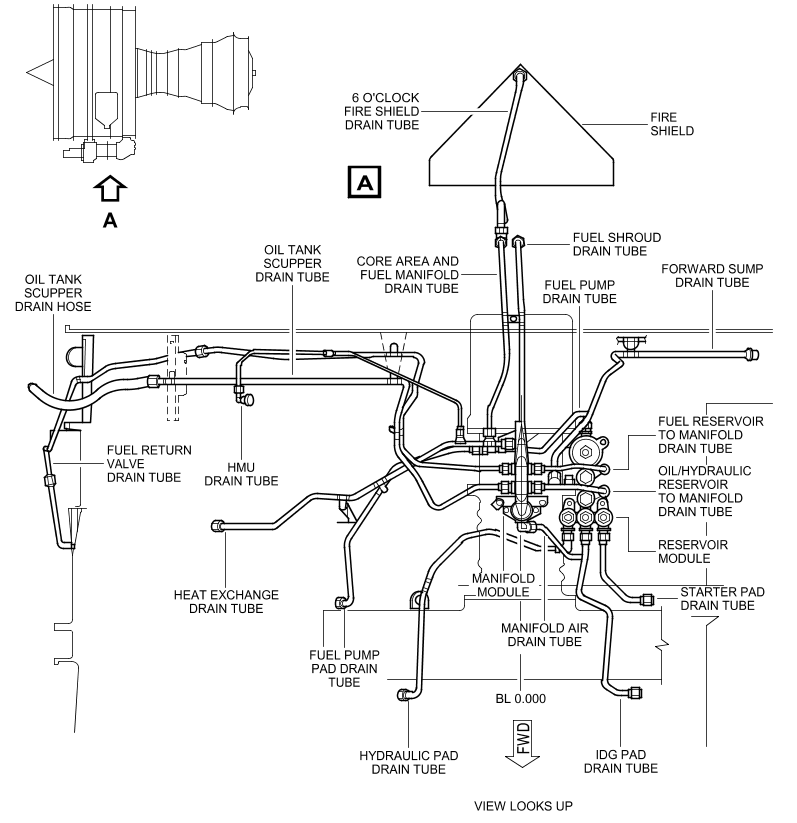 6 O'CLOCK
FIRE SHIELD
DRAIN TUBE
FIRE
SHIELD
A
A
OIL TANK
SCUPPER
DRAIN TUBE
CORE AREA AND
FUEL MANIFOLD
DRAIN TUBE
FUEL SHROUD
DRAIN TUBE
FORWARD SUMP
DRAIN TUBE
OIL TANK
SCUPPER
DRAIN HOSE
FUEL PUMP
DRAIN TUBE
FUEL RETURN
VALVE
DRAIN TUBE
HMU
DRAIN TUBE
FUEL RESERVOIR
TO MANIFOLD
DRAIN TUBE
OIL/HYDRAULIC
RESERVOIR
TO MANIFOLD
DRAIN TUBE
RESERVOIR
MODULE
HEAT EXCHANGE
DRAIN TUBE
MANIFOLD
MODULE
STARTER PAD
DRAIN TUBE
MANIFOLD AIR
DRAIN TUBE
FUEL PUMP
PAD DRAIN
TUBE
BL 0.000
FWD
HYDRAULIC PAD
DRAIN TUBE
IDG PAD
DRAIN TUBE
VIEW LOOKS UP